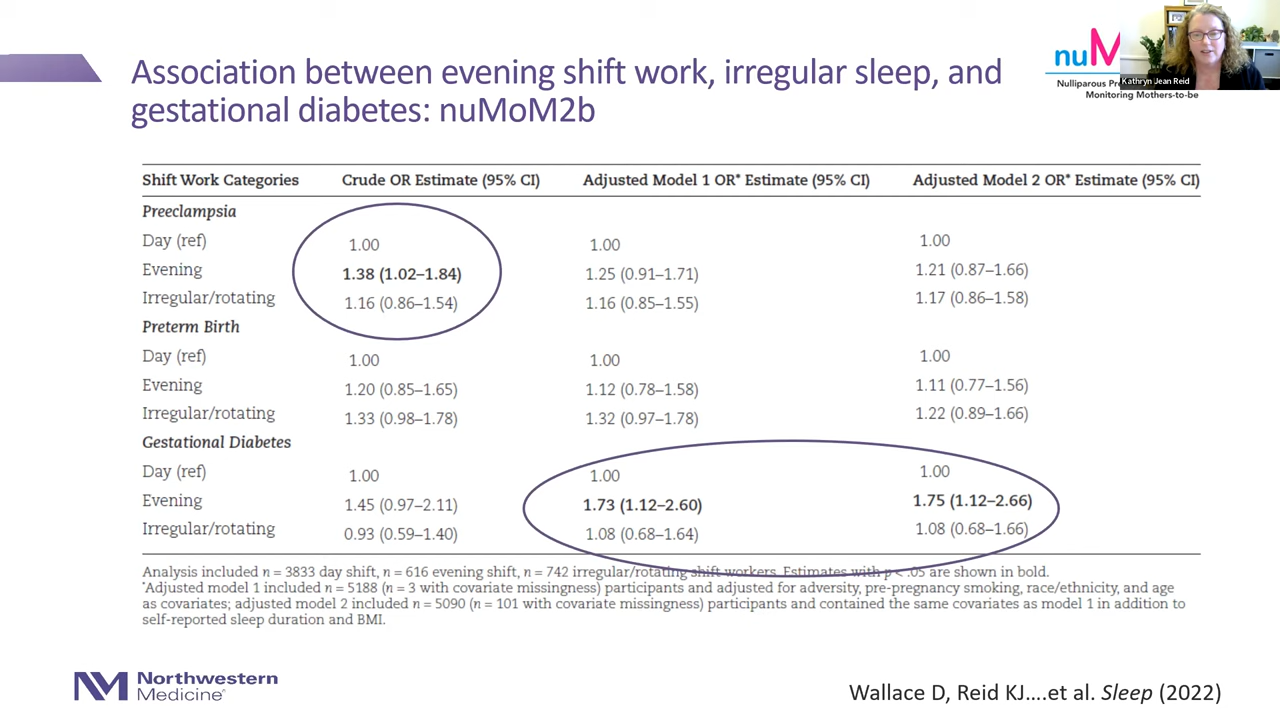 Association between evening shift work, irregular sleep, and
gestational diabetes: nuMoM2b
nuM
Nulliparous
Monitoring Mothers-to-be
Kathryn Jean Reid
Shift Work Categories Crude OR Estimate (95% CI) Adjusted Model 1 OR* Estimate (95% CI) Adjusted Model 2 OR* Estimate (95% CI)
Preeclampsia
Day (ref) 1.00 1.00 1.00
Evening 1.38 (1.02–1.84) 1.25 (0.91–1.71) 1.21 (0.87–1.66)
Irregular/rotating 1.16 (0.86–1.54) 1.16 (0.85–1.55) 1.17 (0.86–1.58)
Preterm Birth
Day (ref) 1.00 1.00 1.00
Evening 1.20 (0.85–1.65) 1.12 (0.78–1.58) 1.11 (0.77–1.56)
Irregular/rotating 1.33 (0.98–1.78) 1.32 (0.97–1.78) 1.22 (0.89–1.66)
Gestational Diabetes
Day (ref) 1.00 1.00 1.00
Evening 1.45 (0.97–2.11) 1.73 (1.12–2.60) 1.75 (1.12–2.66)
Irregular/rotating 0.93 (0.59–1.40) 1.08 (0.68–1.64) 1.08 (0.68–1.66)
Analysis included n = 3833 day shift, n = 616 evening shift, n = 742 irregular/rotating shift workers. Estimates with p < .05 are shown in bold.
*Adjusted model 1 included n = 5188 (n = 3 with covariate missingness) participants and adjusted for adversity, pre-pregnancy smoking, race/ethnicity, and age
as covariates; adjusted model 2 included n = 5090 (n = 101 with covariate missingness) participants and contained the same covariates as model 1 in addition to
self-reported sleep duration and BMI.
NM Northwestern
Medicine
Wallace D, Reid KJ....et al. Sleep (2022)